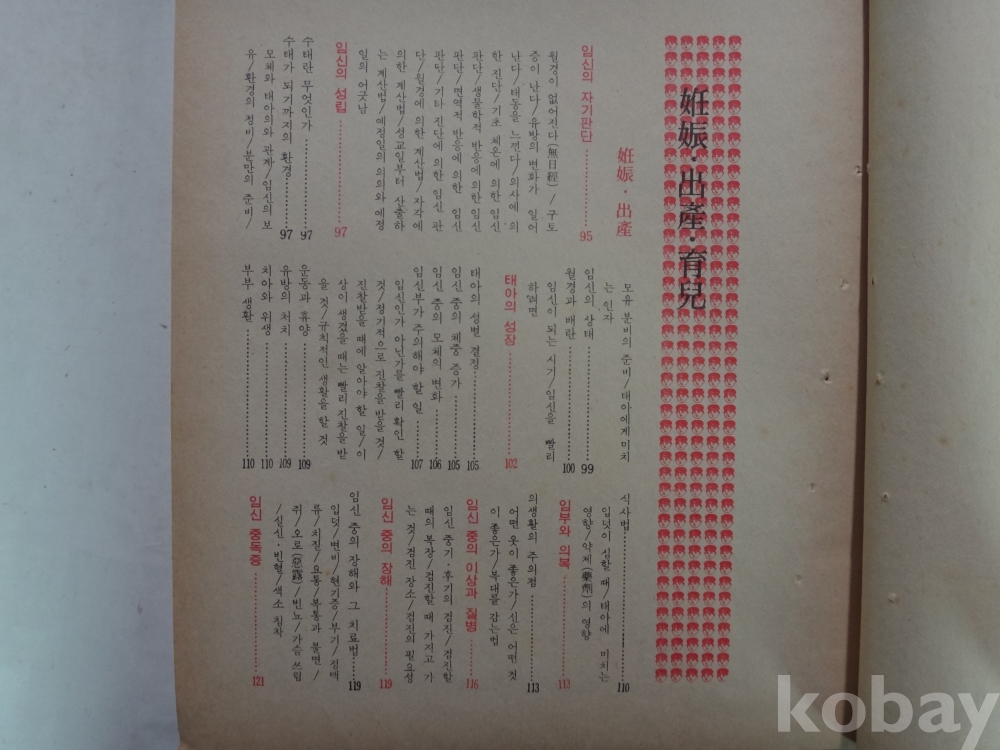 妊娠·出產·育兒
妊娠·出產
임신의 자기판단 95
월경이 없어진다(無月經)/구토
증이 난다/유방의 변화가 일어
난다/태동을 느낀다/의사에 의
한 진단/기초 체온에 의한 임신
판단/생물학적 반응에 의한 임신
판단/면역적 반응에 의한 임신
판단/기타 진단에 의한 임신 판
단/월경에 의한 계산법/자각에
의한 계산법/성교일부터 산출하
는 계산법/예정일의 의의와 예정
일의 어긋남
임신의 성립 97
수태란 무엇인가 97
수태가 되기까지의 환경 97
모체와 태아의 관계/임신의 보
유/환경의 정비/분만의 준비/
모유 분비의 준비/태아에게 미치
는 인자
임신의 상태 99
월경과 배란 100
임신이 되는 시기/임신을 빨리
하려면
태아의 성장 102
태아의 성별 결정 105
임신 중의 체중 증가 105
임신 중의 모체의 변화 106
임신부가 주의해야 할 일 107
임신인가 아닌가를 빨리 확인 할
것/정기적으로 진찰을 받을 것/
진찰받을 때에 알아야 할 일/이
상이 생겼을 때는 빨리 진찰을 받
을 것/규칙적인 생활을 할 것
운동과 휴양 109
유방의 처치 109
치아와 위생 110
부부 생활 110
식사법 110
입덧이 심할 때/태아에 미치는
영향/약제(藥劑)의 영향
임부와 의복 113
의생활의 주의점 113
어떤 옷이 좋은가/신은 어떤 것
이 좋은가/복대를 감는법
임신 중의 이상과 질병 116
임신 중기·후기의 검진/검진할
때의 복장/검진할 때 가지고 가
는 것/검진 장소/검진의 필요성
임신 중의 장해 119
임신 중의 장해와 그 치료법 119
입덧/변비/현기증/부기/정맥
류/치질/요통/복통과 불면/
쥐/오로(惡露)/빈뇨/가슴 쓰림
/심신·빈혈/색소 침착
임신 중독증 121
kobay